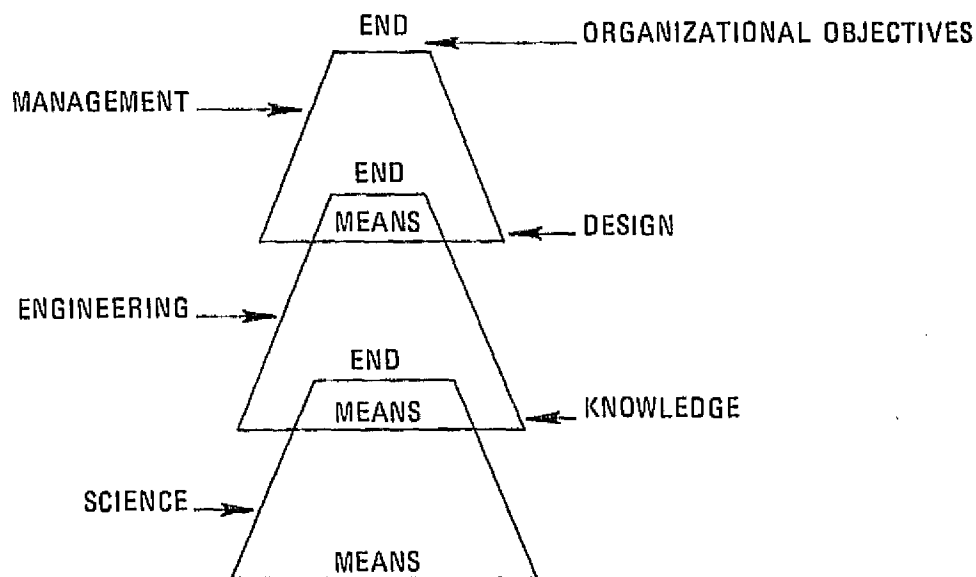 END
ORGANIZATIONAL OBJECTIVES
MANAGEMENT
END
MEANS
DESIGN
ENGINEERING
END
MEANS
KNOWLEDGE
SCIENCE
MEANS